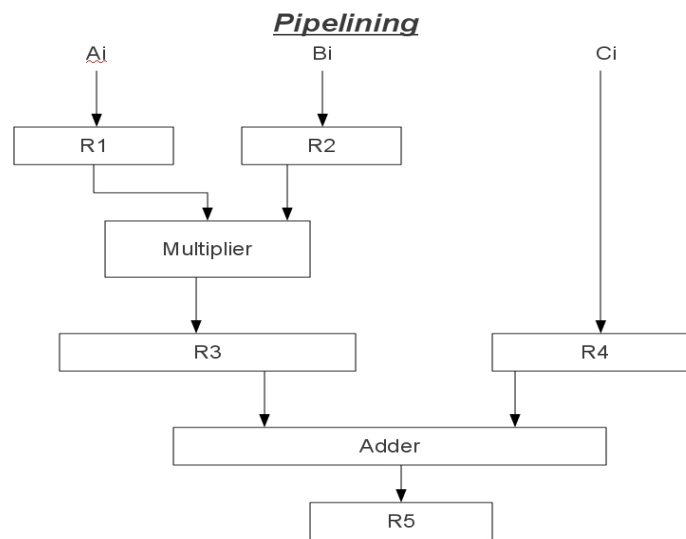 Pipelining
Ai Bi Ci
R1 R2
Multiplier
R3 R4
Adder
R5